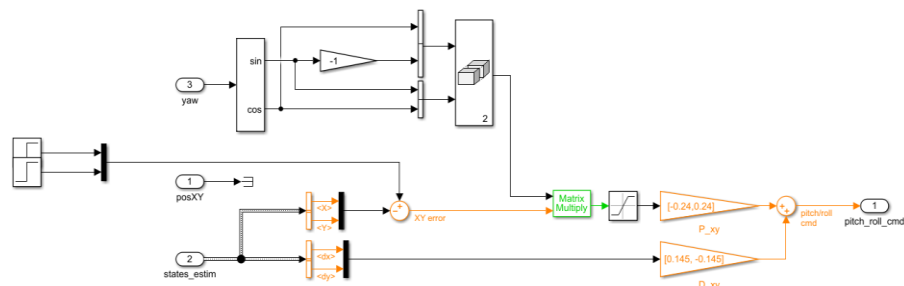 sin
-1
3
yaw
cos
2
1
posXY
<X>
<Y>
XY error
Matrix
Multiply
[-0.24,0.24]
P_xy
pitch/roll
cmd
1
pitch_roll_cmd
2
states_estim
<dx>
<dy>
[0.145, -0.145]
D_xy